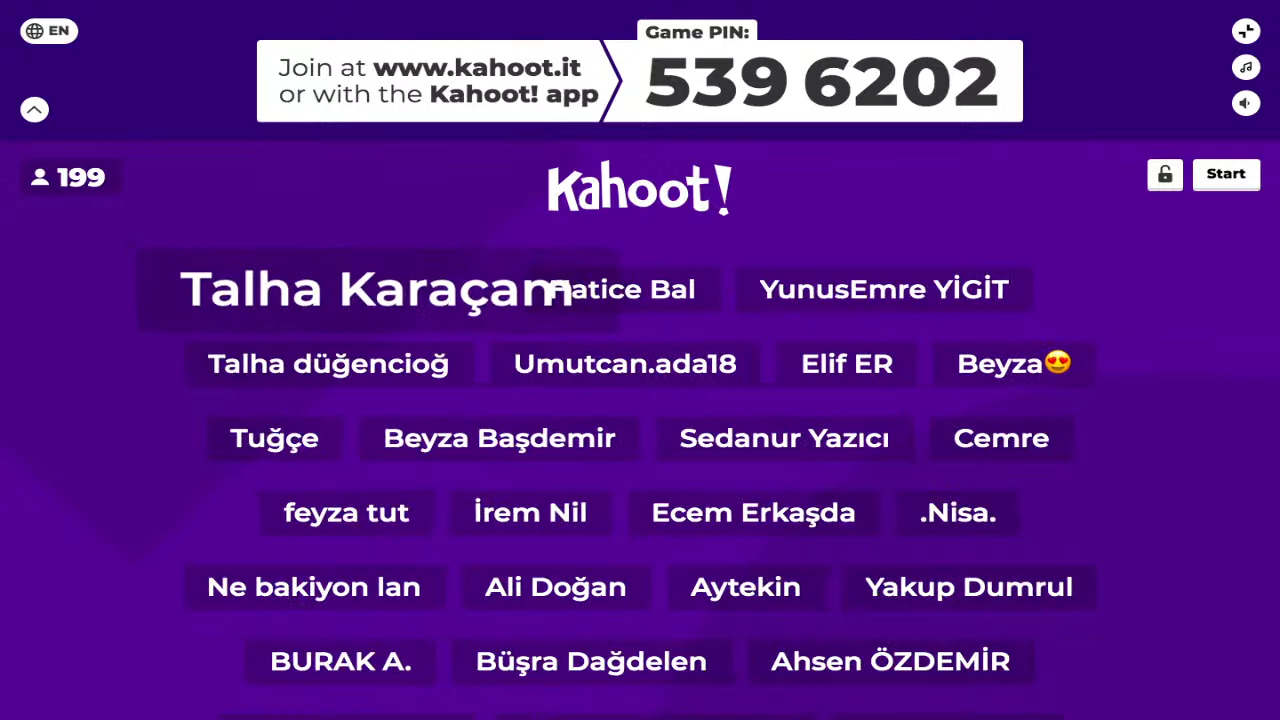 EN
Join at www.kahoot.it
or with the Kahoot! app
Game PIN:
539 6202
199
Kahoot!
Start
Talha Karaçam Hatice Bal YunusEmre YİGİT
Talha düğencioğ Umutcan.ada18 Elif ER Beyza😍
Tuğçe Beyza Başdemir Sedanur Yazıcı Cemre
feyza tut İrem Nil Ecem Erkaşda .Nisa.
Ne bakiyon lan Ali Doğan Aytekin Yakup Dumrul
BURAK A. Büşra Dağdelen Ahsen ÖZDEMİR